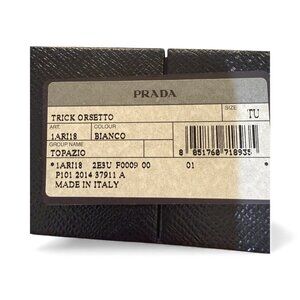 PRADA
TRICK ORSETTO
SIZE TU
ART. COLOUR
1ARI18 BIANCO
GROUP NAME
TOPAZIO
8 851768 718935
*1ARI18 2E3U F0009 00 01 *
P101 2014 37911 A
MADE IN ITALY